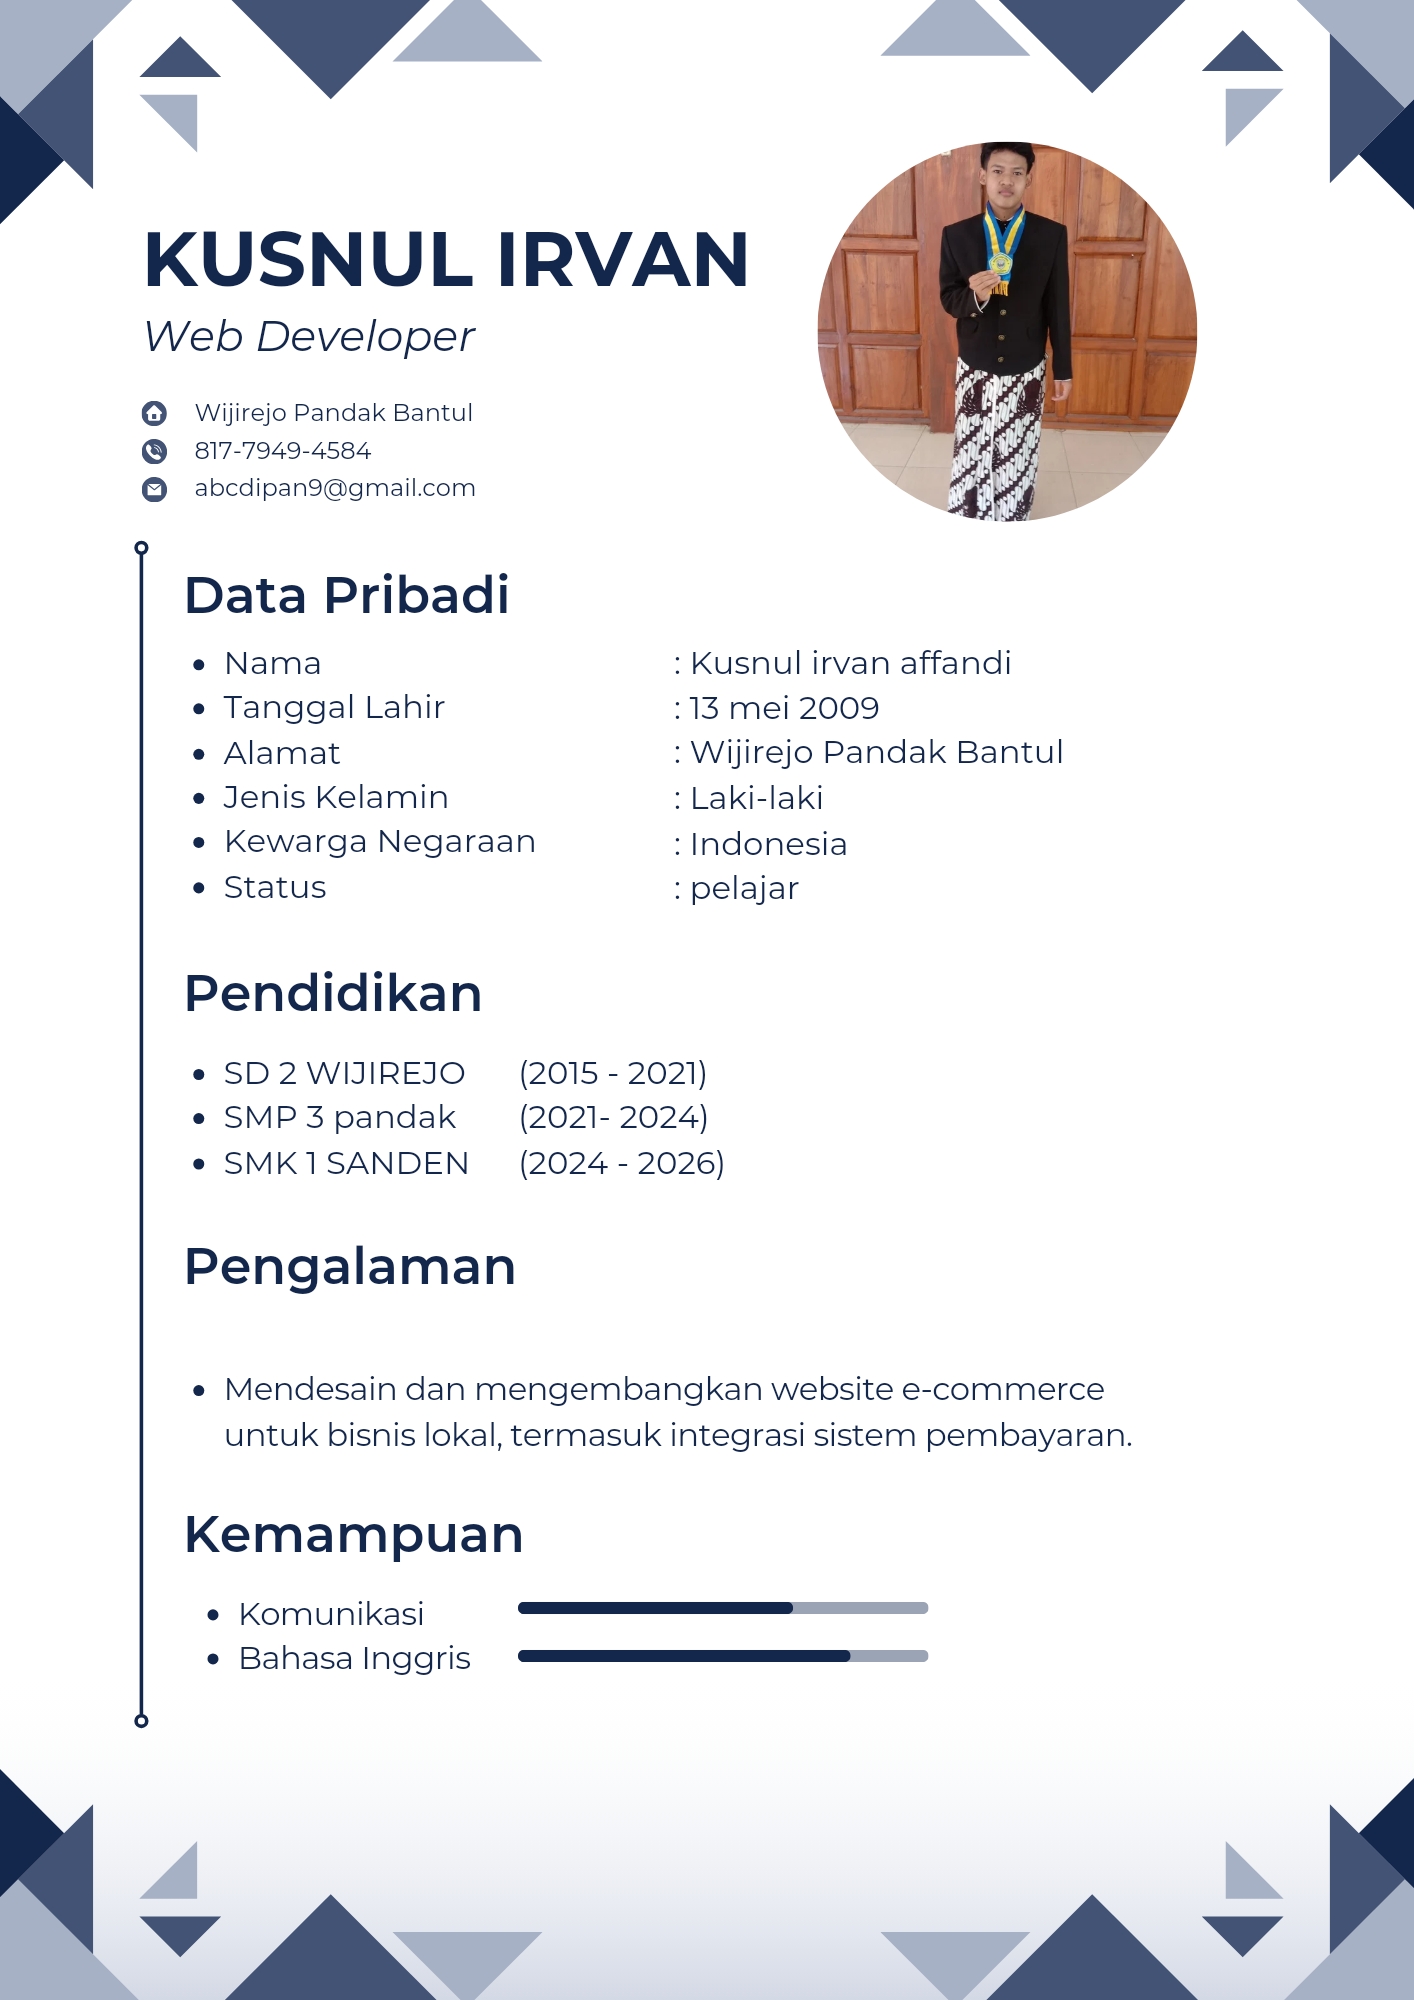 KUSNUL IRVAN
Web Developer
Wijirejo Pandak Bantul
817-7949-4584
abcdipan9@gmail.com
Data Pribadi
• Nama : Kusnul irvan affandi
• Tanggal Lahir : 13 mei 2009
• Alamat : Wijirejo Pandak Bantul
• Jenis Kelamin : Laki-laki
• Kewarga Negaraan : Indonesia
• Status : pelajar
Pendidikan
• SD 2 WIJIREJO (2015 - 2021)
• SMP 3 pandak (2021- 2024)
• SMK 1 SANDEN (2024 - 2026)
Pengalaman
• Mendesain dan mengembangkan website e-commerce
untuk bisnis lokal, termasuk integrasi sistem pembayaran.
Kemampuan
• Komunikasi
• Bahasa Inggris